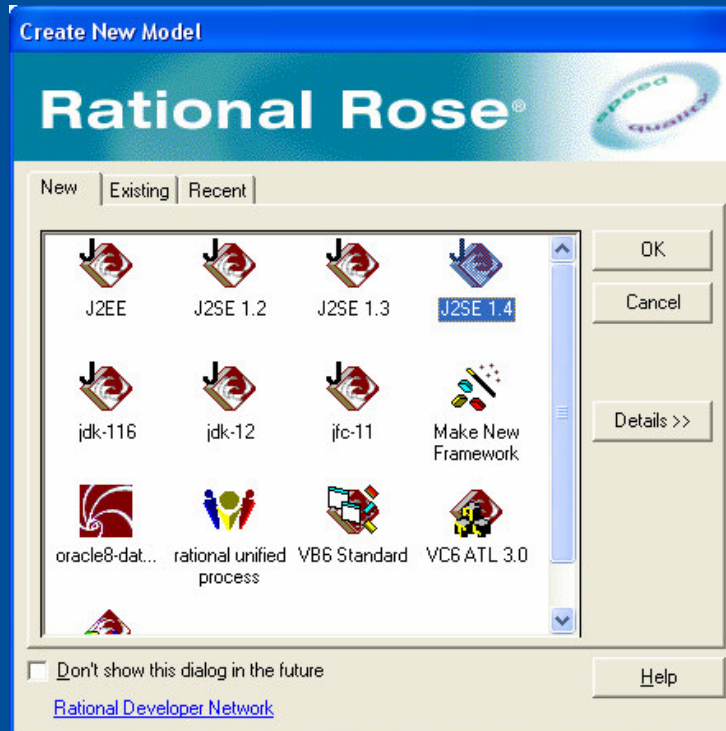 Create New Model
Rational Rose®
speed
quality
New Existing Recent
J2EE J2SE 1.2 J2SE 1.3 J2SE 1.4
OK
Cancel
jdk-116 jdk-12 jfc-11 Make New
Framework
Details >>
oracle8-dat... rational unified VB6 Standard VC6 ATL 3.0
process
Don't show this dialog in the future
Help
Rational Developer Network